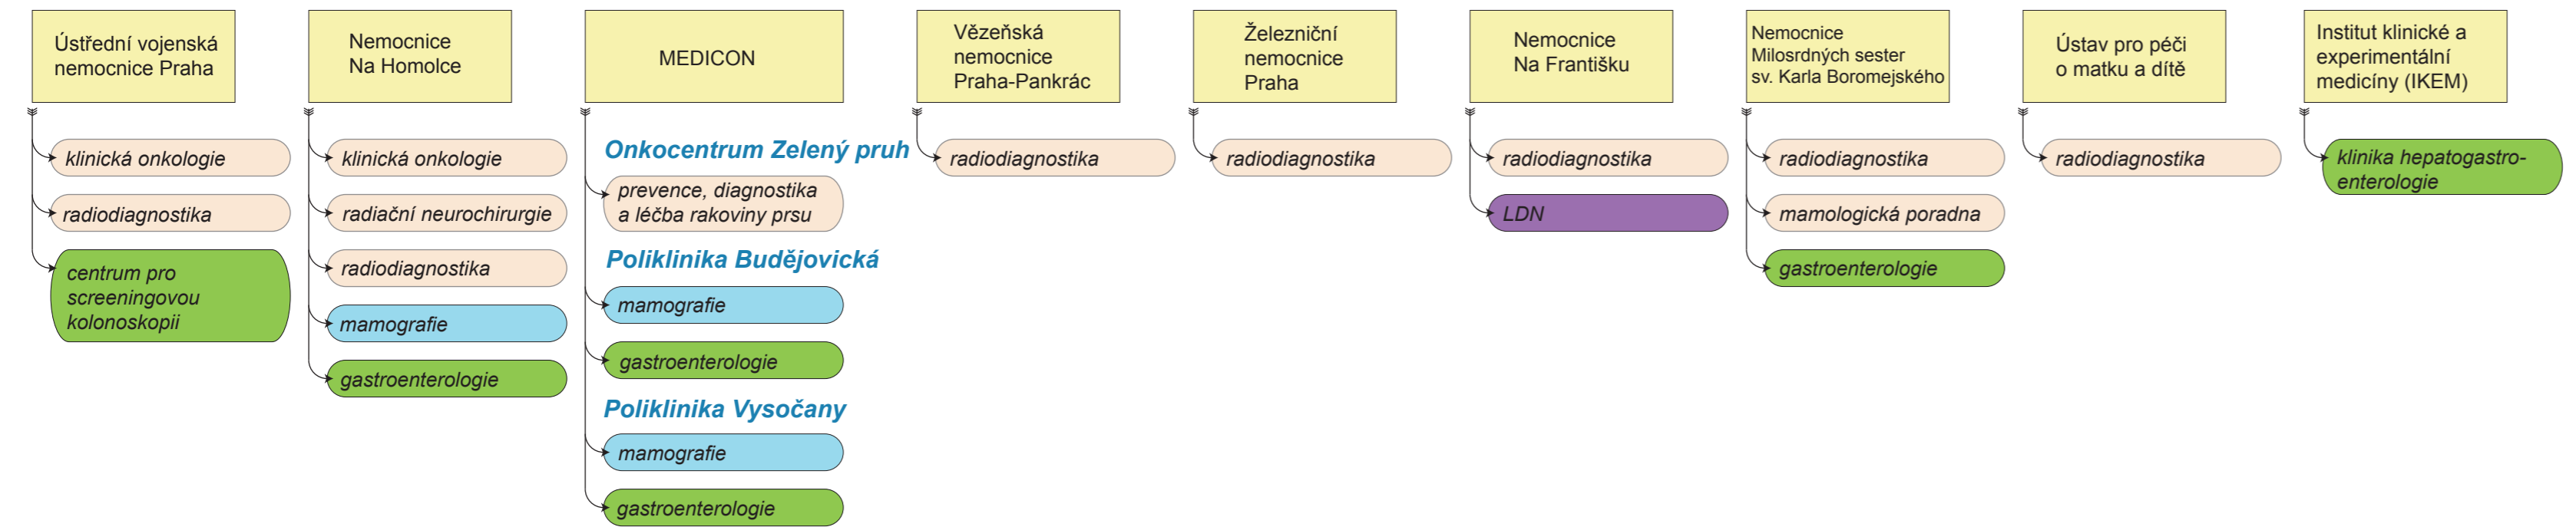 Ústřední vojenská
nemocnice Praha
klinická onkologie
radiodiagnostika
centrum pro
screeningovou
kolonoskopii
Nemocnice
Na Homolce
klinická onkologie
radiační neurochirurgie
radiodiagnostika
mamografie
gastroenterologie
MEDICON
Onkocentrum Zelený pruh
prevence, diagnostika
a léčba rakoviny prsu
Poliklinika Budějovická
mamografie
gastroenterologie
Poliklinika Vysočany
mamografie
gastroenterologie
Vězeňská
nemocnice
Praha-Pankrác
radiodiagnostika
Železniční
nemocnice
Praha
radiodiagnostika
Nemocnice
Na Františku
radiodiagnostika
LDN
Nemocnice
Milosrdných sester
sv. Karla Boromejského
radiodiagnostika
mamologická poradna
gastroenterologie
Ústav pro péči
o matku a dítě
radiodiagnostika
Institut klinické a
experimentální
medicíny (IKEM)
klinika hepatogastro-
enterologie